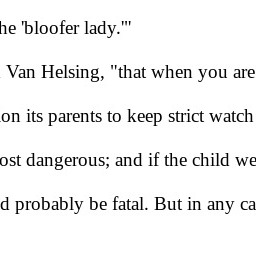 he 'bloofer lady.'"
Van Helsing, "that when you are
on its parents to keep strict watch
ost dangerous; and if the child we
d probably be fatal. But in any ca